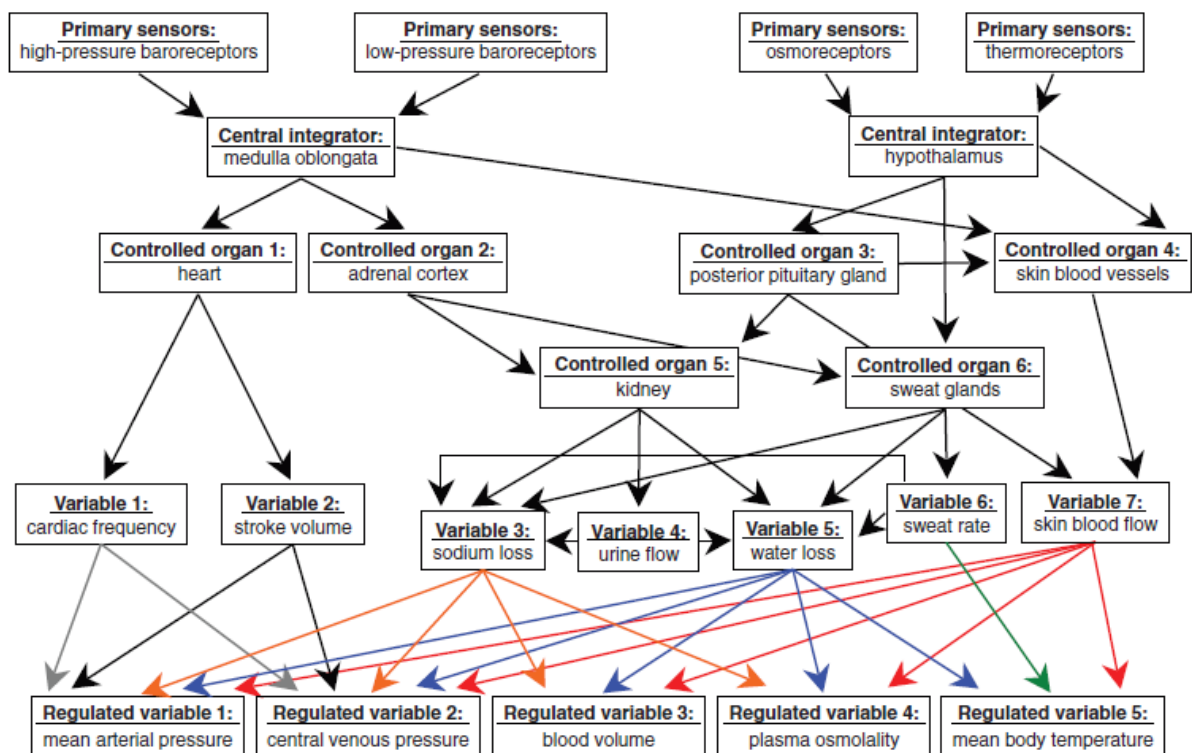 Primary sensors:
high-pressure baroreceptors
Primary sensors:
low-pressure baroreceptors
Primary sensors:
osmoreceptors
Primary sensors:
thermoreceptors
Central integrator:
medulla oblongata
Central integrator:
hypothalamus
Controlled organ 1:
heart
Controlled organ 2:
adrenal cortex
Controlled organ 3:
posterior pituitary gland
Controlled organ 4:
skin blood vessels
Controlled organ 5:
kidney
Controlled organ 6:
sweat glands
Variable 1:
cardiac frequency
Variable 2:
stroke volume
Variable 3:
sodium loss
Variable 4:
urine flow
Variable 5:
water loss
Variable 6:
sweat rate
Variable 7:
skin blood flow
Regulated variable 1:
mean arterial pressure
Regulated variable 2:
central venous pressure
Regulated variable 3:
blood volume
Regulated variable 4:
plasma osmolality
Regulated variable 5:
mean body temperature